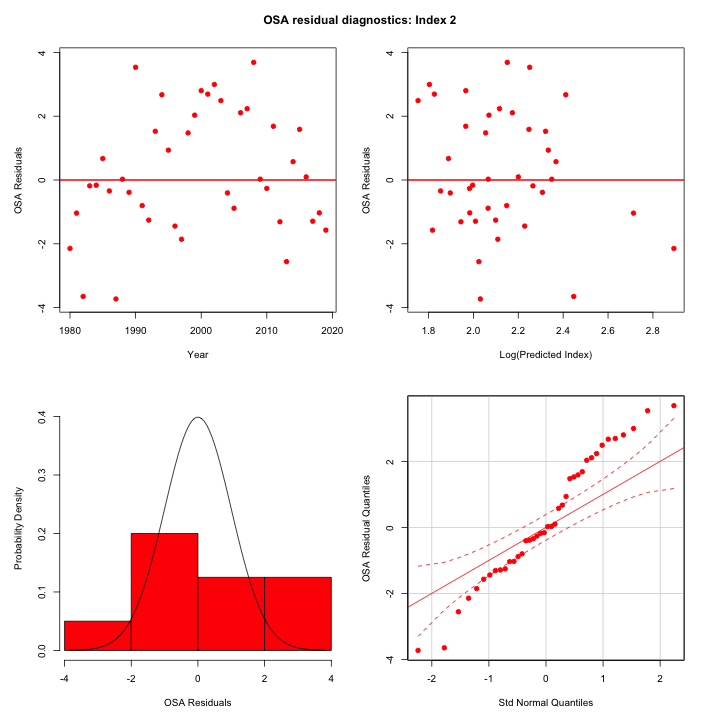 OSA residual diagnostics: Index 2
OSA Residuals
4
2
0
-2
-4
1980 1990 2000 2010 2020
Year
OSA Residuals
4
2
0
-2
-4
1.8 2.0 2.2 2.4 2.6 2.8
Log(Predicted Index)
Probability Density
0.4
0.3
0.2
0.1
0.0
-4 -2 0 2 4
OSA Residuals
OSA Residual Quantiles
2
0
-2
-4
-2 -1 0 1 2
Std Normal Quantiles